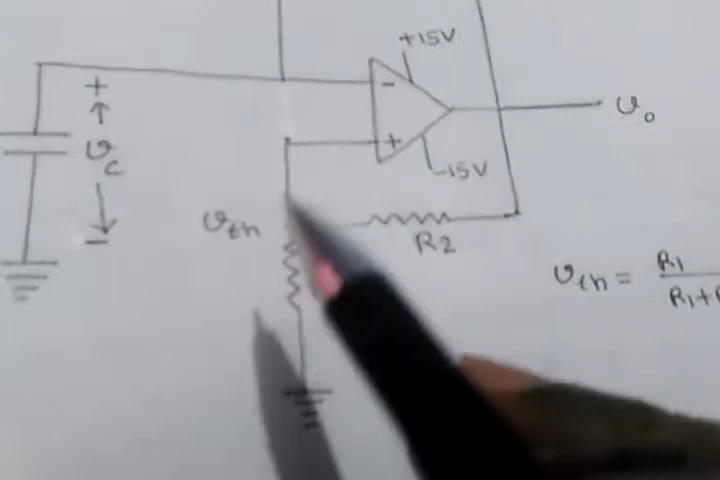 +15V
-
+
υo
+
υc
-
-15V
υth
R2
υth = R1
R1+